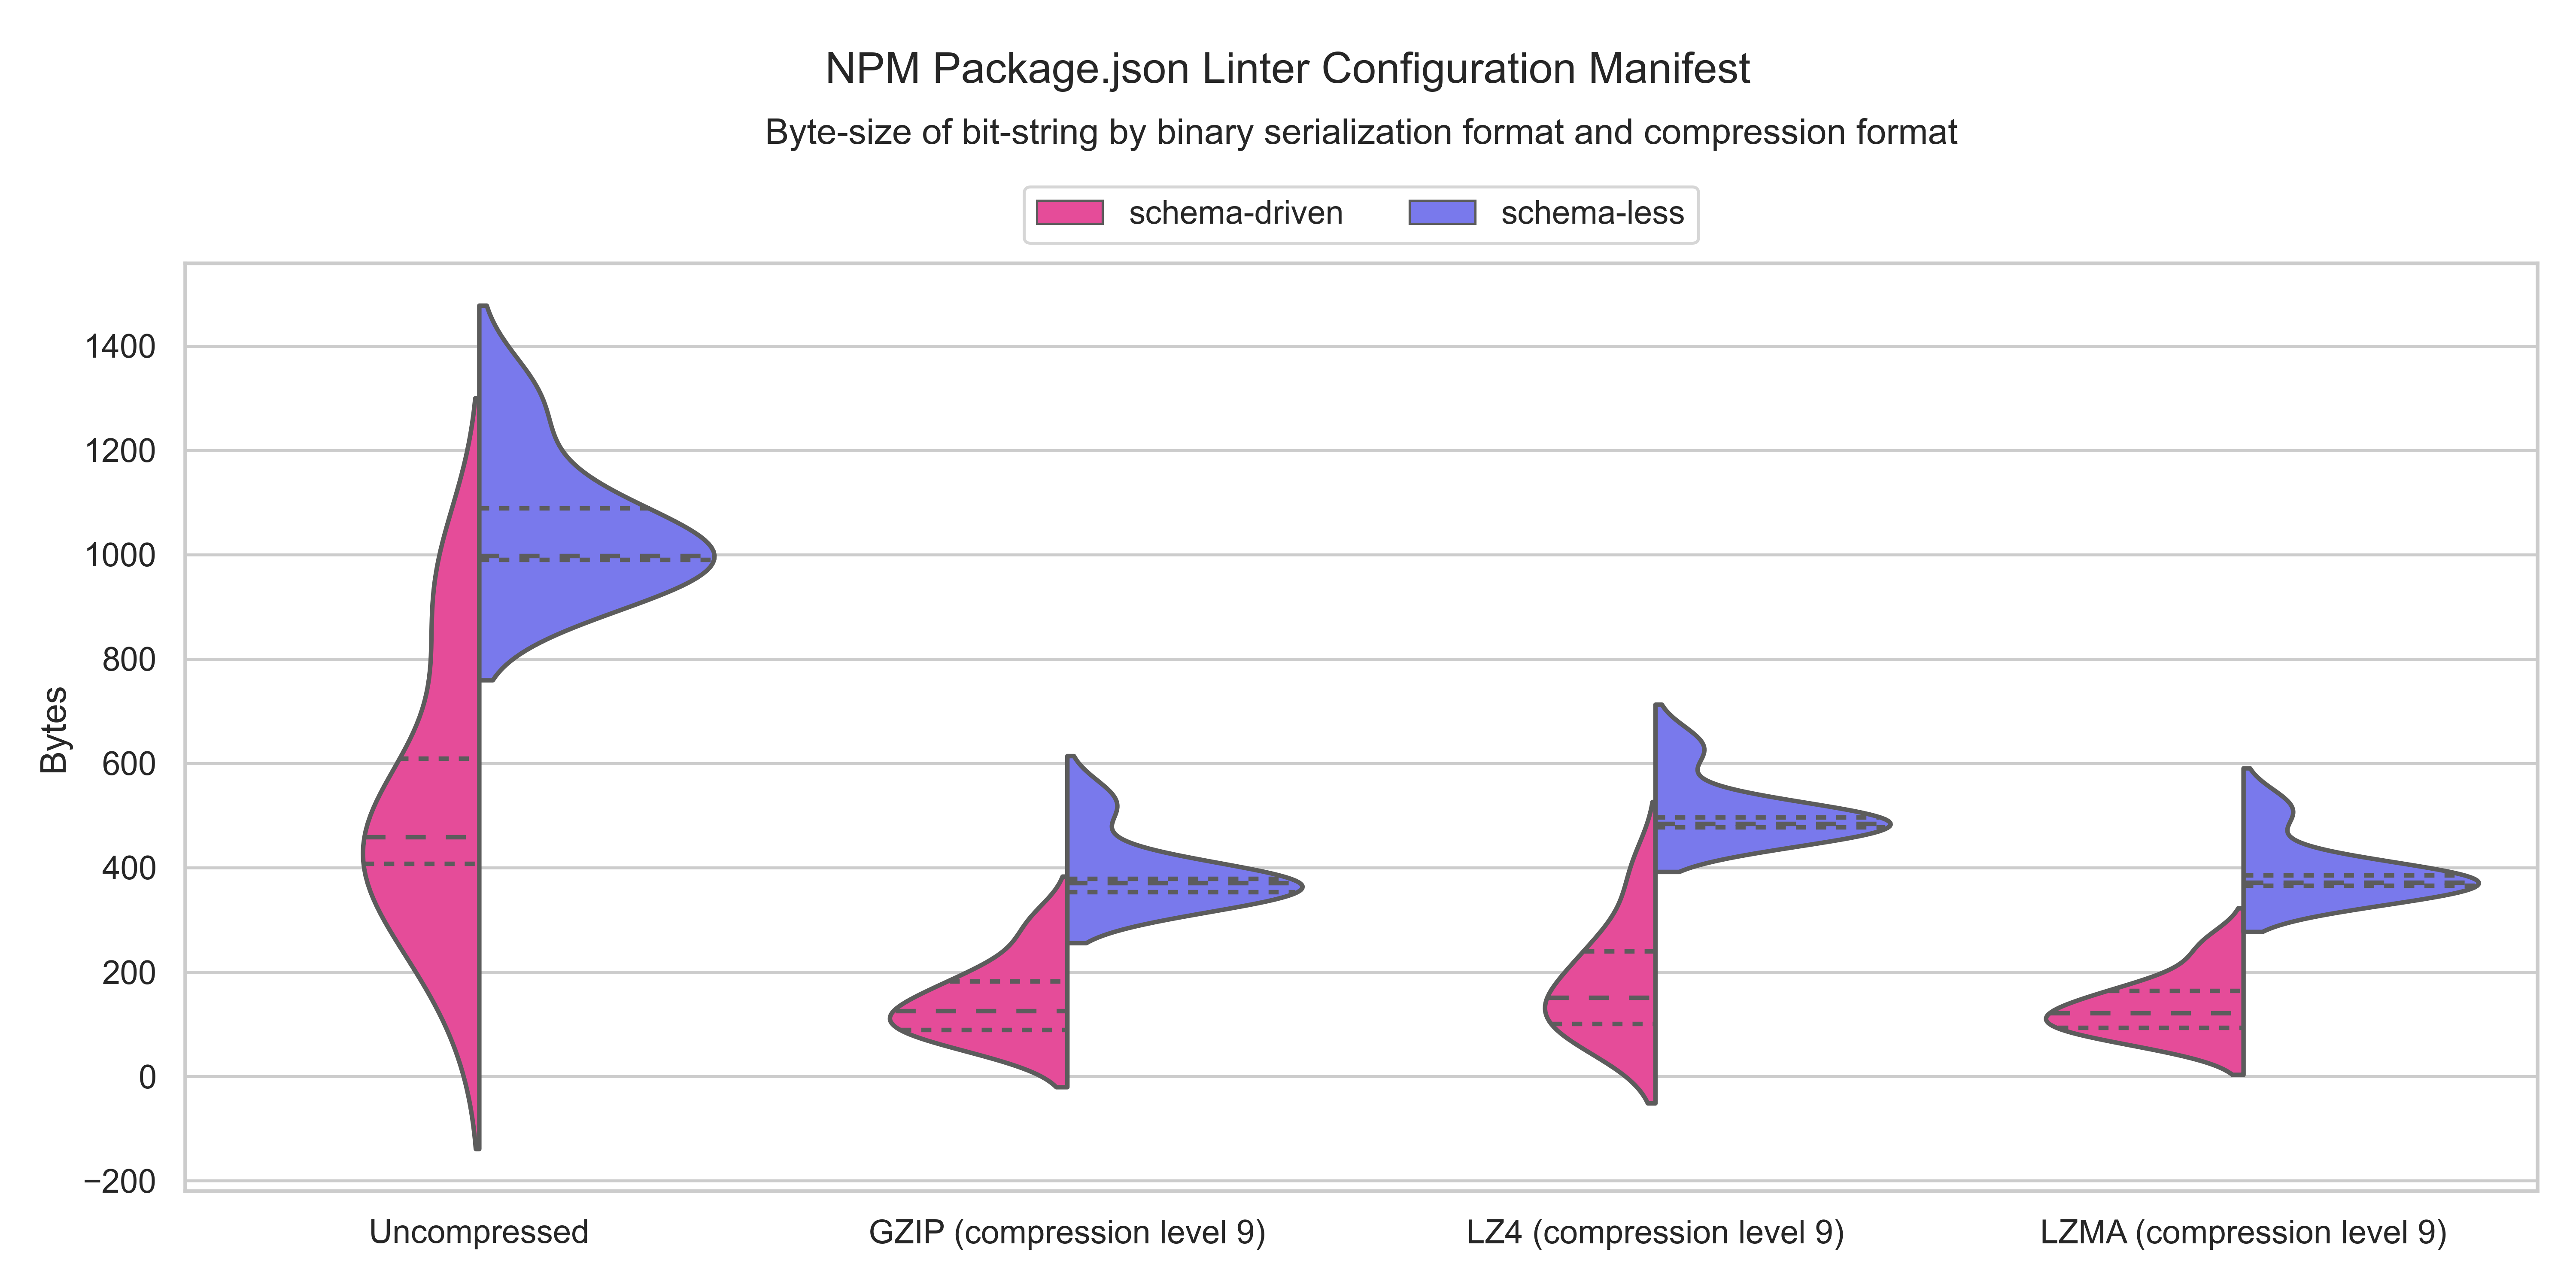 NPM Package.json Linter Configuration Manifest
Byte-size of bit-string by binary serialization format and compression format
schema-driven schema-less
1400
1200
1000
800
600
400
200
0
−200
Bytes
Uncompressed GZIP (compression level 9) LZ4 (compression level 9) LZMA (compression level 9)